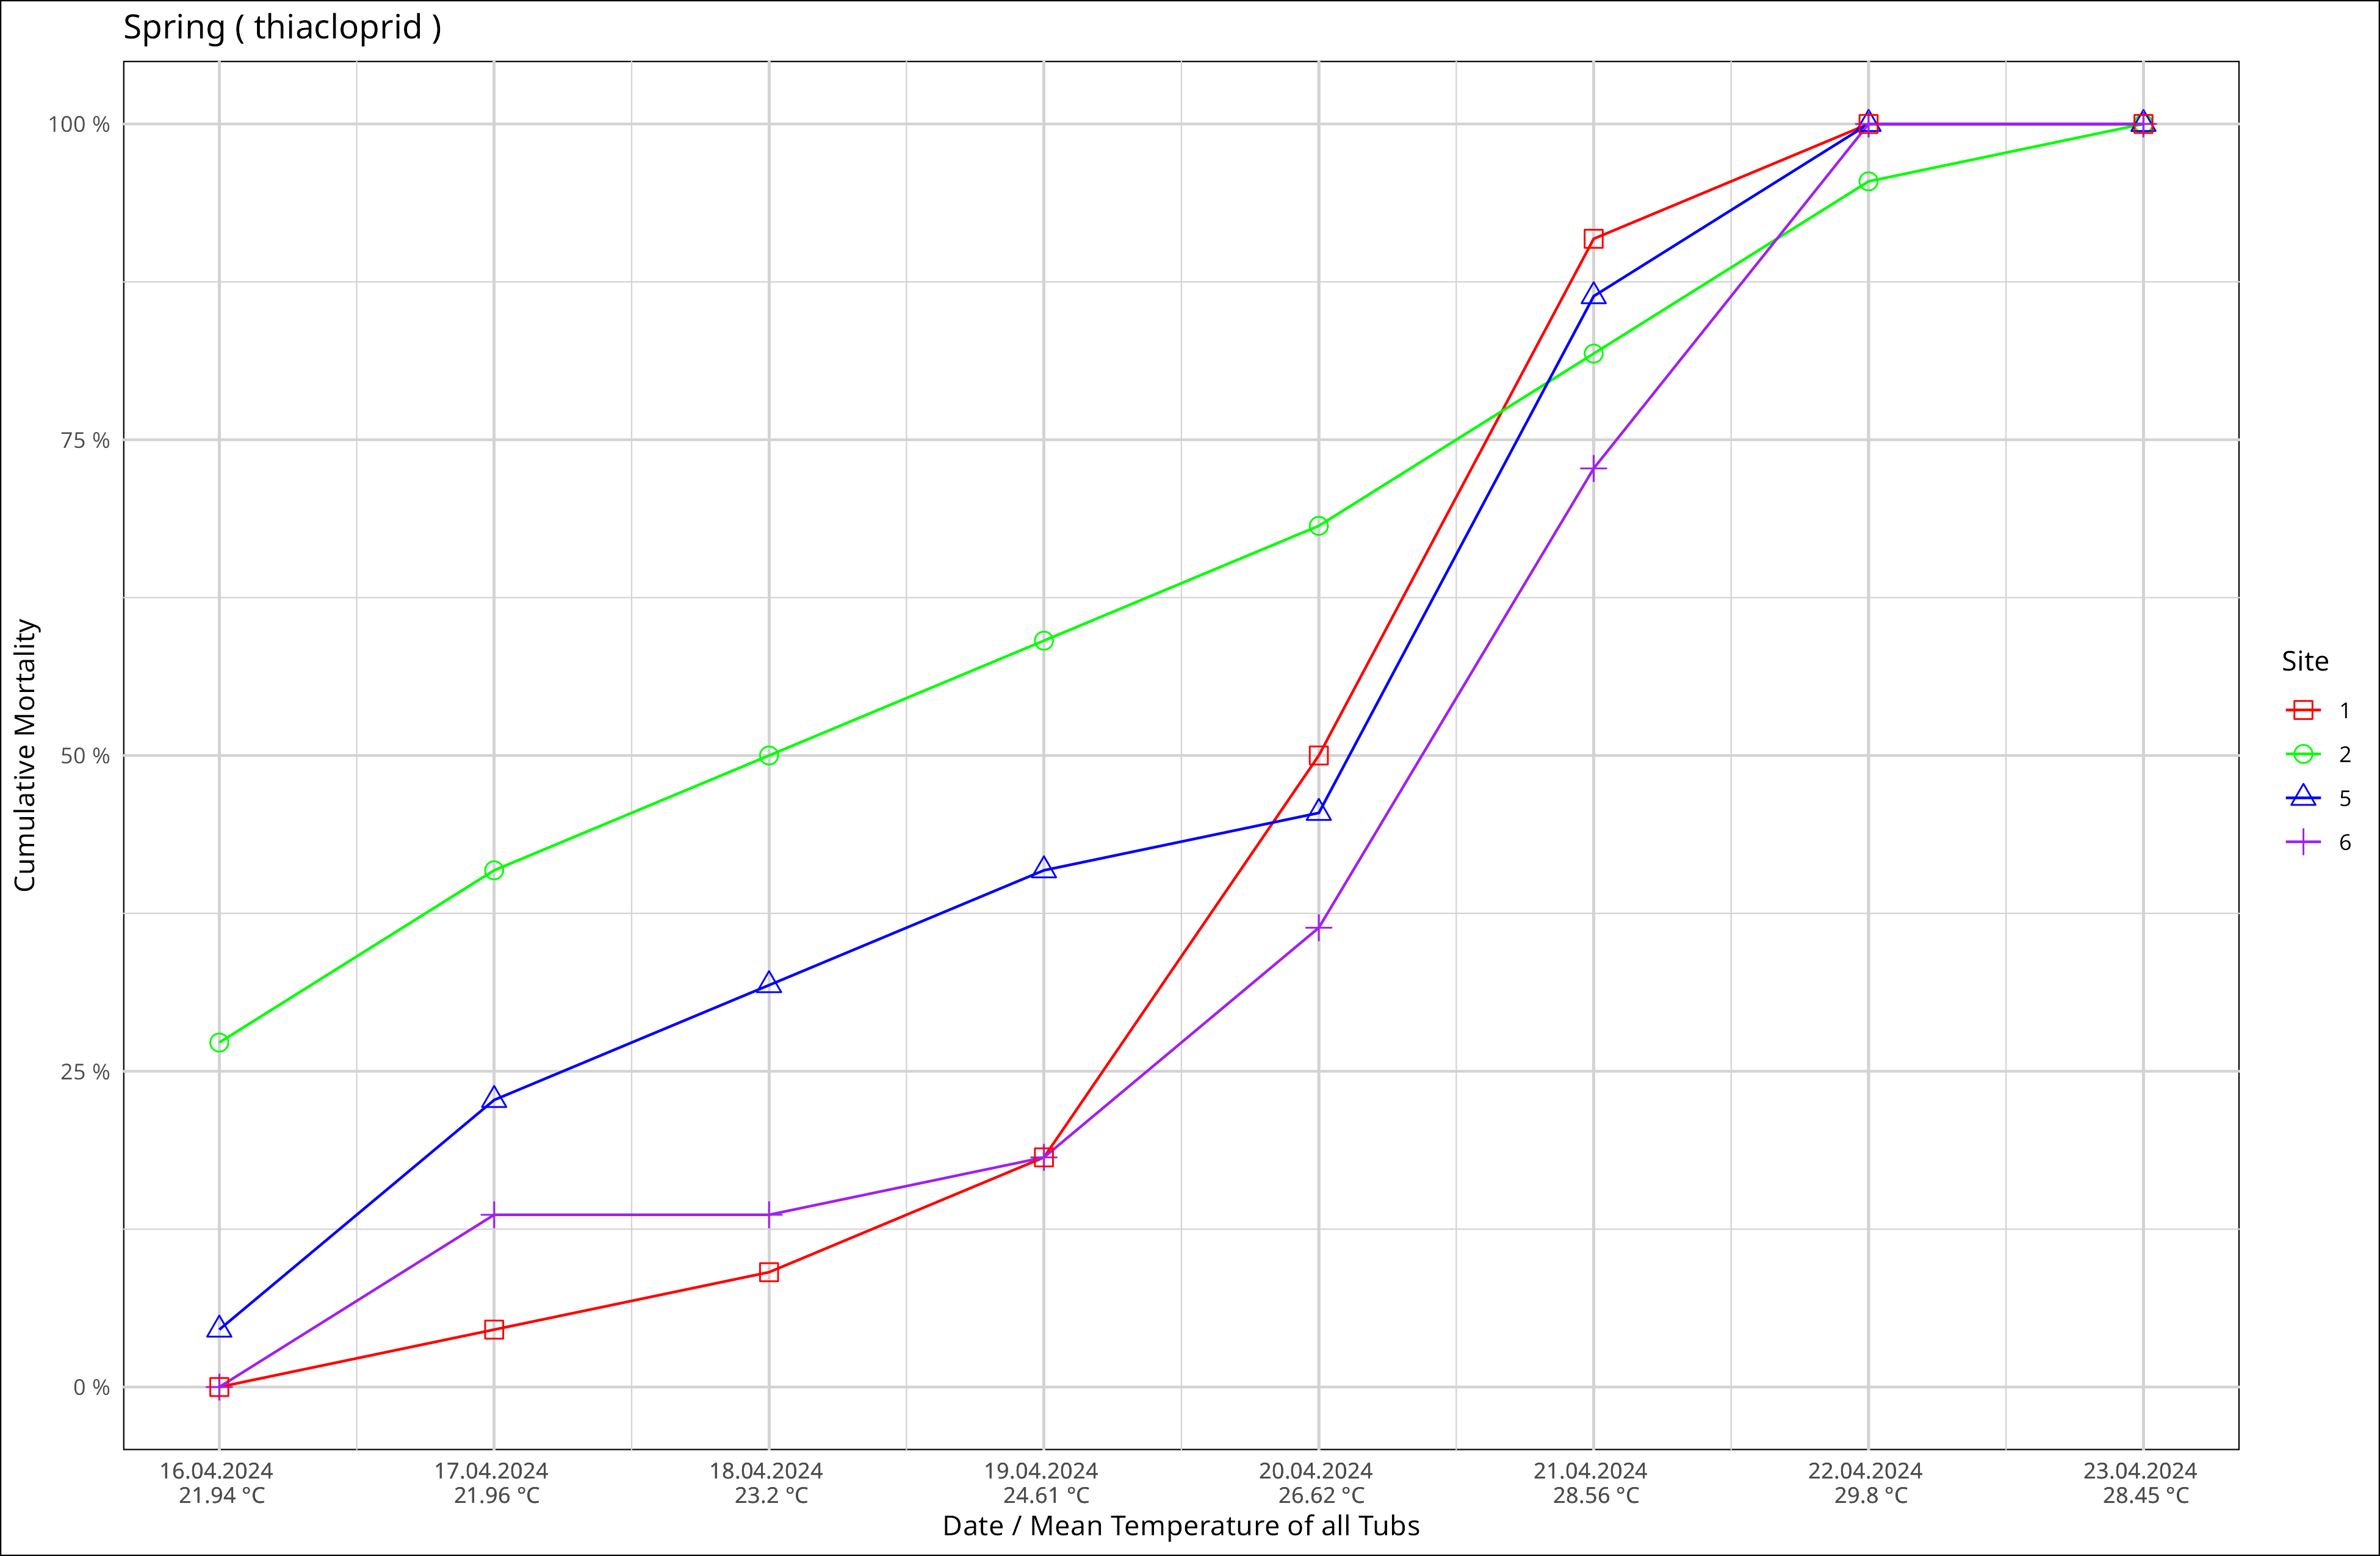 Spring ( thiacloprid )
100 %
75 %
50 %
25 %
0 %
Cumulative Mortality
16.04.2024 17.04.2024 18.04.2024 19.04.2024 20.04.2024 21.04.2024 22.04.2024 23.04.2024
21.94 °C 21.96 °C 23.2 °C 24.61 °C 26.62 °C 28.56 °C 29.8 °C 28.45 °C
Date / Mean Temperature of all Tubs
Site
1
2
5
6